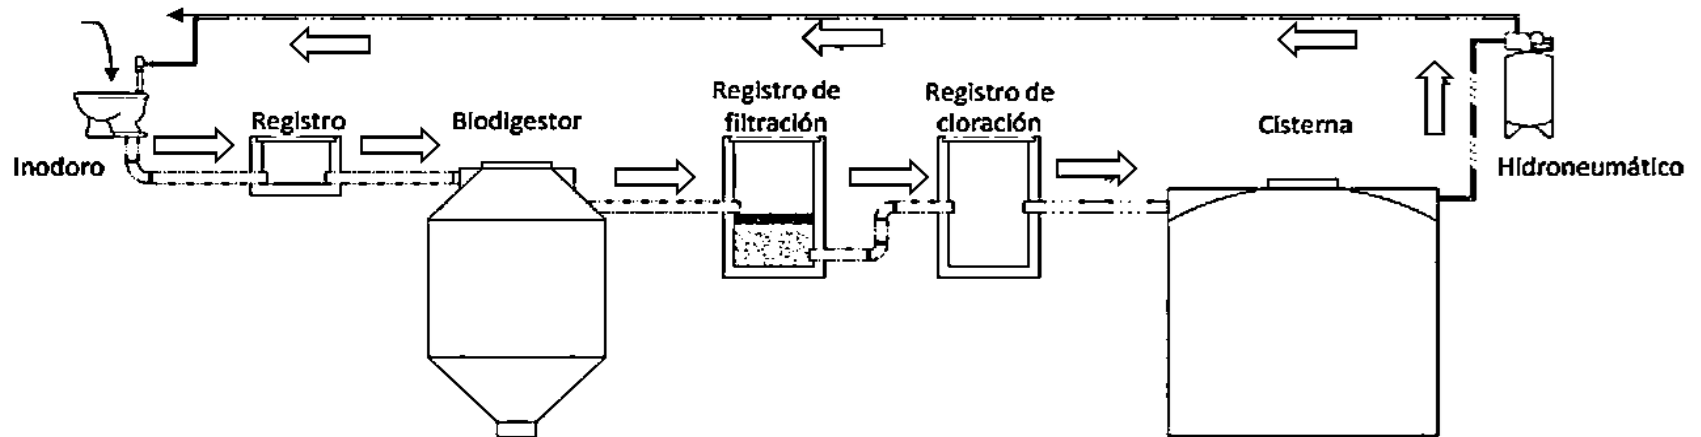 Inodoro
Registro
Biodigestor
Registro de
filtración
Registro de
cloración
Cisterna
Hidroneumático